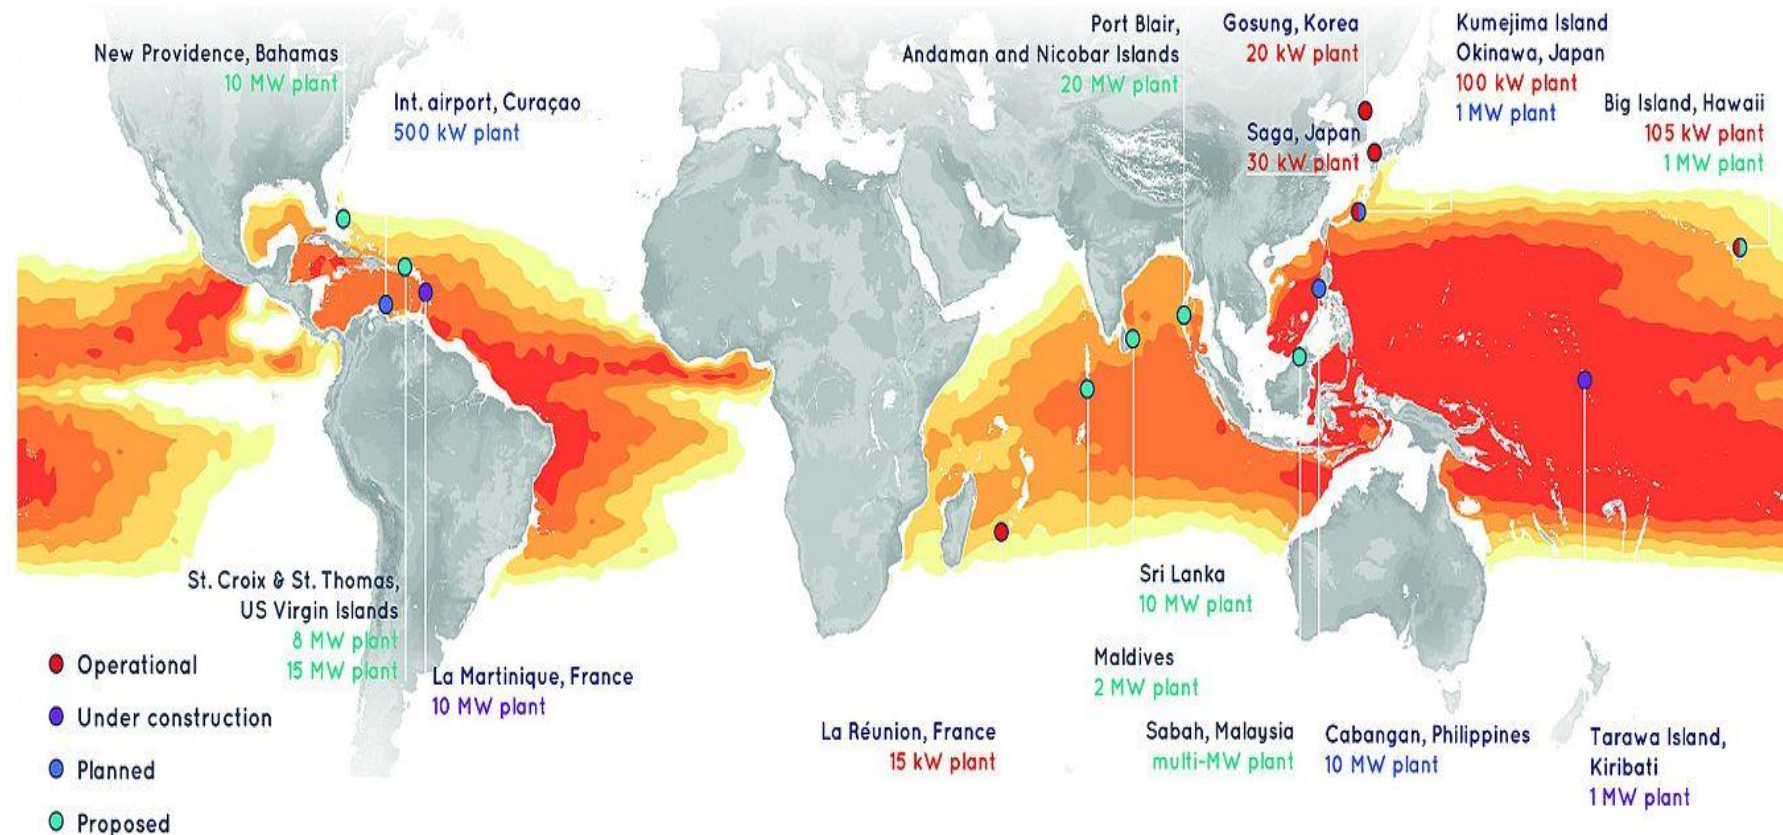 New Providence, Bahamas
10 MW plant
Int. airport, Curaçao
500 kW plant
Port Blair,
Andaman and Nicobar Islands
20 MW plant
Gosung, Korea
20 kW plant
Saga, Japan
30 kW plant
Kumejima Island
Okinawa, Japan
100 kW plant
1 MW plant
Big Island, Hawaii
105 kW plant
1 MW plant
St. Croix & St. Thomas,
US Virgin Islands
8 MW plant
15 MW plant
La Martinique, France
10 MW plant
Sri Lanka
10 MW plant
Maldives
2 MW plant
La Réunion, France
15 kW plant
Sabah, Malaysia
multi-MW plant
Cabangan, Philippines
10 MW plant
Tarawa Island,
Kiribati
1 MW plant
Operational
Under construction
Planned
Proposed